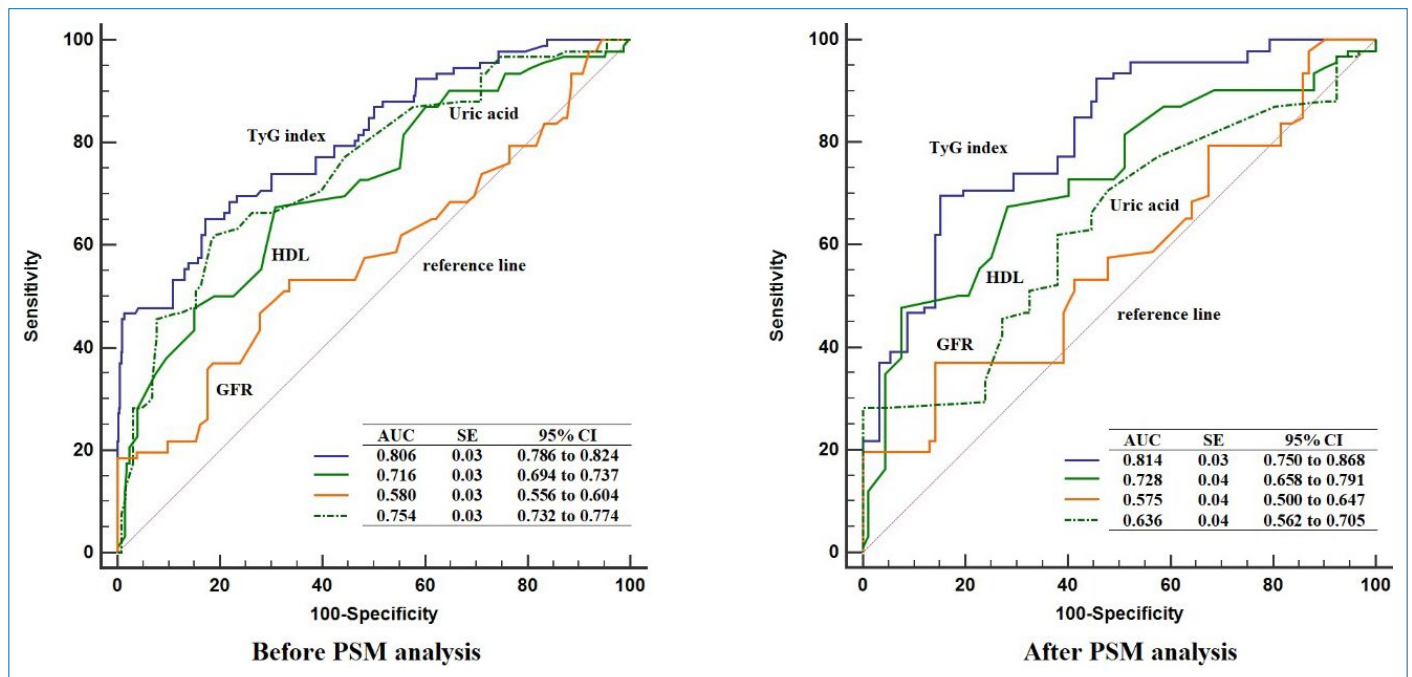 100
80
60
40
20
0
Sensitivity
TyG index
Uric acid
HDL
reference line
GFR
AUC SE 95% CI
0.806 0.03 0.786 to 0.824
0.716 0.03 0.694 to 0.737
0.580 0.03 0.556 to 0.604
0.754 0.03 0.732 to 0.774
0 20 40 60 80 100
100-Specificity
Before PSM analysis
100
80
60
40
20
0
Sensitivity
TyG index
Uric acid
HDL
reference line
GFR
AUC SE 95% CI
0.814 0.03 0.750 to 0.868
0.728 0.04 0.658 to 0.791
0.575 0.04 0.500 to 0.647
0.636 0.04 0.562 to 0.705
0 20 40 60 80 100
100-Specificity
After PSM analysis